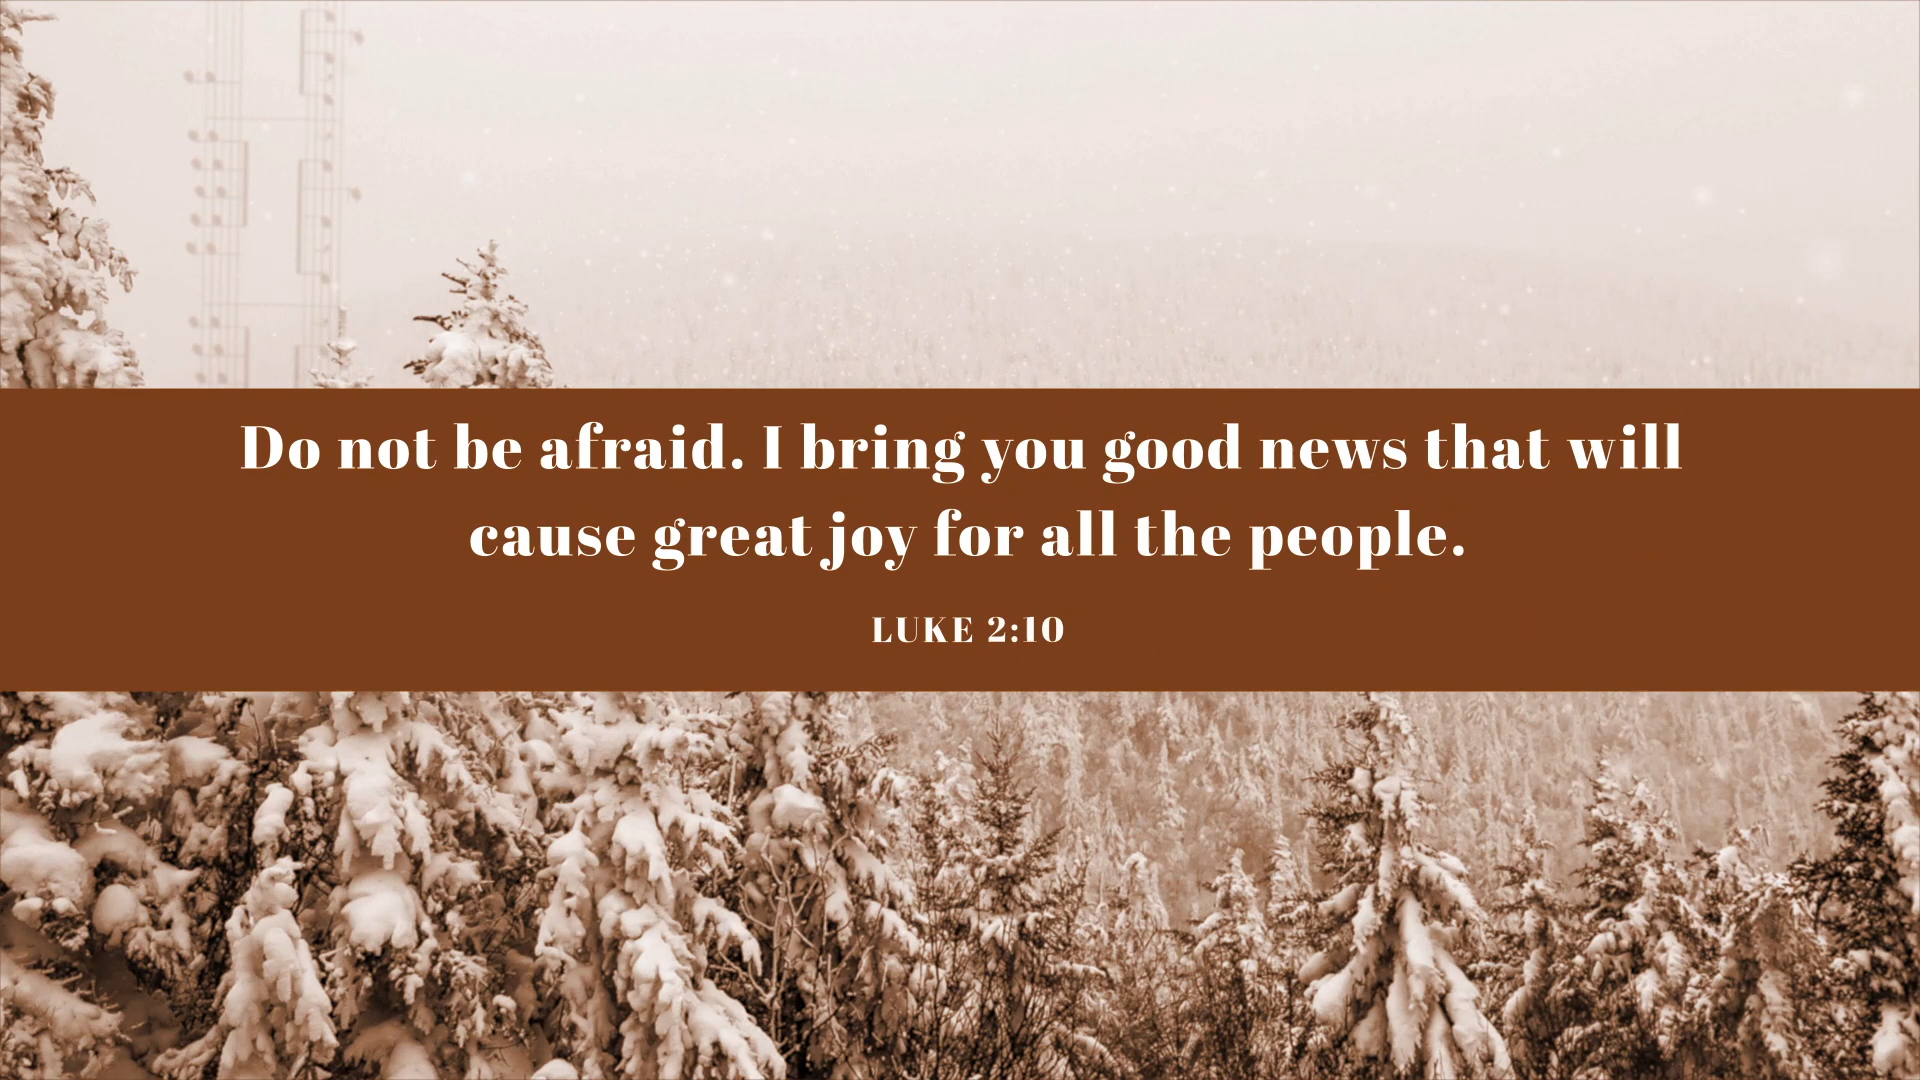 Do not be afraid. I bring you good news that will
cause great joy for all the people.
LUKE 2:10